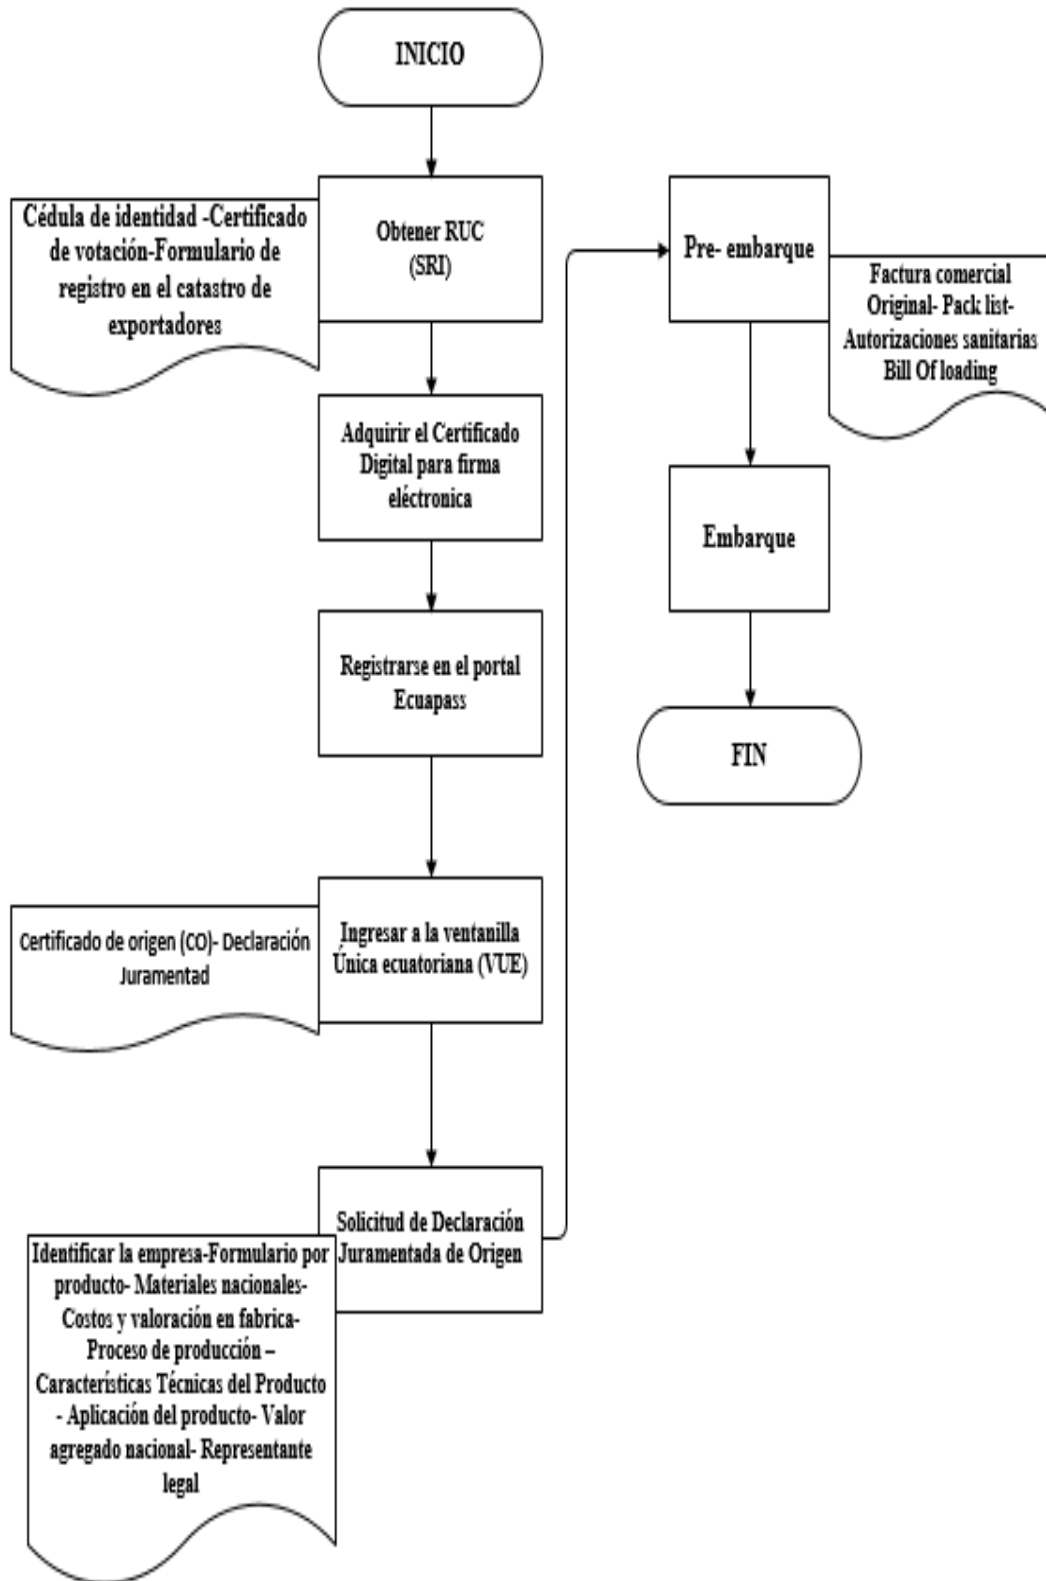 INICIO
Cédula de identidad -Certificado
de votación-Formulario de
registro en el catastro de
exportadores
Obtener RUC
(SRI)
Adquirir el Certificado
Digital para firma
eléctronica
Registrarse en el portal
Ecuapass
Certificado de origen (CO)- Declaración
Juramentad
Ingresar a la ventanilla
Única ecuatoriana (VUE)
Solicitud de Declaración
Juramentada de Origen
Identificar la empresa-Formulario por
producto- Materiales nacionales-
Costos y valoración en fabrica-
Proceso de producción –
Características Técnicas del Producto
- Aplicación del producto- Valor
agregado nacional- Representante
legal
Pre- embarque
Factura comercial
Original- Pack list-
Autorizaciones sanitarias
Bill Of loading
Embarque
FIN